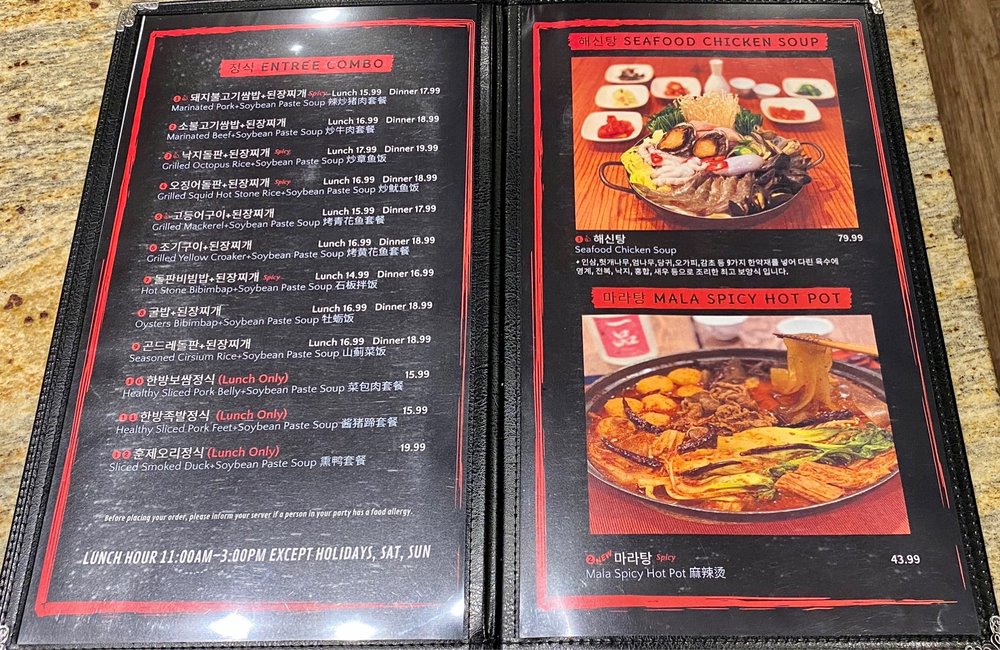 정식 ENTRÉE COMBO
1 돼지불고기쌈밥+된장찌개 Spicy Lunch 15.99 Dinner 17.99
Marinated Pork+Soybean Paste Soup 辣炒猪肉套餐
2 소불고기쌈밥+된장찌개 Lunch 16.99 Dinner 18.99
Marinated Beef+Soybean Paste Soup 炒牛肉套餐
3 낙지돌판+된장찌개 Spicy Lunch 17.99 Dinner 19.99
Grilled Octopus Rice+Soybean Paste Soup 炒章鱼饭
4 오징어돌판+된장찌개 Spicy Lunch 16.99 Dinner 18.99
Grilled Squid Hot Stone Rice+Soybean Paste Soup 炒鱿鱼饭
5 고등어구이+된장찌개 Lunch 15.99 Dinner 17.99
Grilled Mackerel+Soybean Paste Soup 烤青花鱼套餐
6 조기구이+된장찌개 Lunch 16.99 Dinner 18.99
Grilled Yellow Croaker+Soybean Paste Soup 烤黄花鱼套餐
7 돌판비빔밥+된장찌개 Spicy Lunch 14.99 Dinner 16.99
Hot Stone Bibimbap+Soybean Paste Soup 石板拌饭
8 굴밥+된장찌개 Lunch 16.99 Dinner 18.99
Oysters Bibimbap+Soybean Paste Soup 牡蛎饭
9 곤드레돌판+된장찌개 Lunch 16.99 Dinner 18.99
Seasoned Cirsium Rice+Soybean Paste Soup 山蓟菜饭
10 한방보쌈정식 (Lunch Only) 15.99
Healthy Sliced Pork Belly+Soybean Paste Soup 菜包肉套餐
11 한방족발정식 (Lunch Only) 15.99
Healthy Sliced Pork Feet+Soybean Paste Soup 酱猪蹄套餐
12 훈제오리정식 (Lunch Only) 19.99
Sliced Smoked Duck+Soybean Paste Soup 熏鸭套餐
Before placing your order, please inform your server if a person in your party has a food allergy.
LUNCH HOUR 11:00AM–3:00PM EXCEPT HOLIDAYS, SAT, SUN
해신탕 SEAFOOD CHICKEN SOUP
1 해신탕 79.99
Seafood Chicken Soup
* 인삼,헛개나무,엄나무,당귀,오가피,감초 등 9가지 한약재를 넣어 다린 육수에
영계, 전복, 낙지, 홍합, 새우 등으로 조리한 최고 보양식 입니다.
마라탕 MALA SPICY HOT POT
2 NEW 마라탕 Spicy 43.99
Mala Spicy Hot Pot 麻辣烫